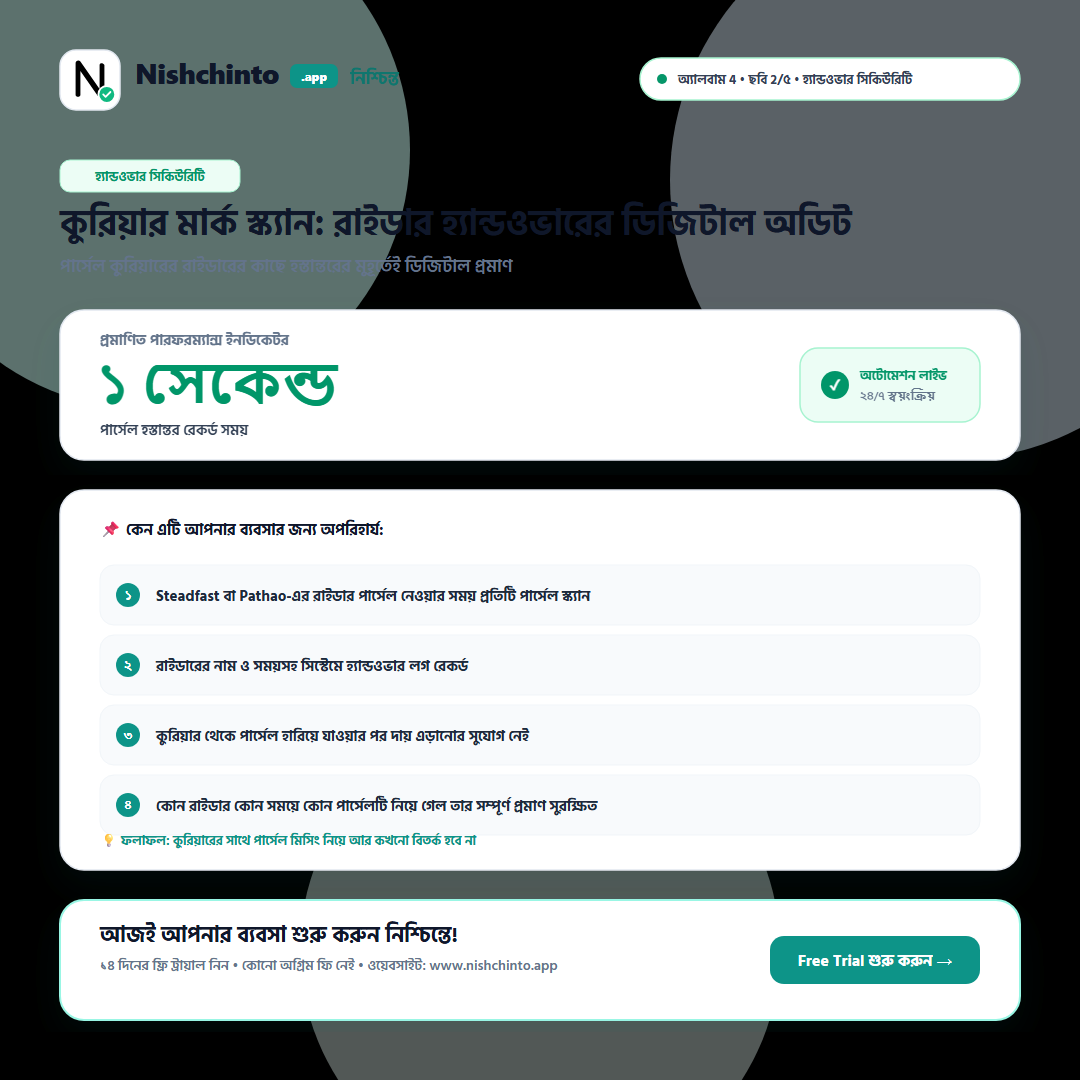 Nishchinto .app নিশ্চিন্ত
অ্যালবাম 4 • ছবি 2/৫ • হ্যান্ডওভার সিকিউরিটি
হ্যান্ডওভার সিকিউরিটি
কুরিয়ার মার্ক স্ক্যান: রাইডার হ্যান্ডওভারের ডিজিটাল অডিট
পার্সেল কুরিয়ারের রাইডারের কাছে হস্তান্তরের মুহূর্তেই ডিজিটাল প্রমাণ
প্রমাণিত পারফরম্যান্স ইনডিকেটর
১ সেকেন্ড
পার্সেল হস্তান্তর রেকর্ড সময়
✓ অটোমেশন লাইভ
২৪/৭ স্বয়ংক্রিয়
📌 কেন এটি আপনার ব্যবসার জন্য অপরিহার্য:
১ Steadfast বা Pathao-এর রাইডার পার্সেল নেওয়ার সময় প্রতিটি পার্সেল স্ক্যান
২ রাইডারের নাম ও সময়সহ সিস্টেমে হ্যান্ডওভার লগ রেকর্ড
৩ কুরিয়ার থেকে পার্সেল হারিয়ে যাওয়ার পর দায় এড়ানোর সুযোগ নেই
৪ কোন রাইডার কোন সময়ে কোন পার্সেলটি নিয়ে গেল তার সম্পূর্ণ প্রমাণ সুরক্ষিত
💡 ফলাফল: কুরিয়ারের সাথে পার্সেল মিসিং নিয়ে আর কখনো বিতর্ক হবে না
আজই আপনার ব্যবসা শুরু করুন নিশ্চিন্তে!
১৪ দিনের ফ্রি ট্রায়াল নিন • কোনো অগ্রিম ফি নেই • ওয়েবসাইট: www.nishchinto.app
Free Trial শুরু করুন →